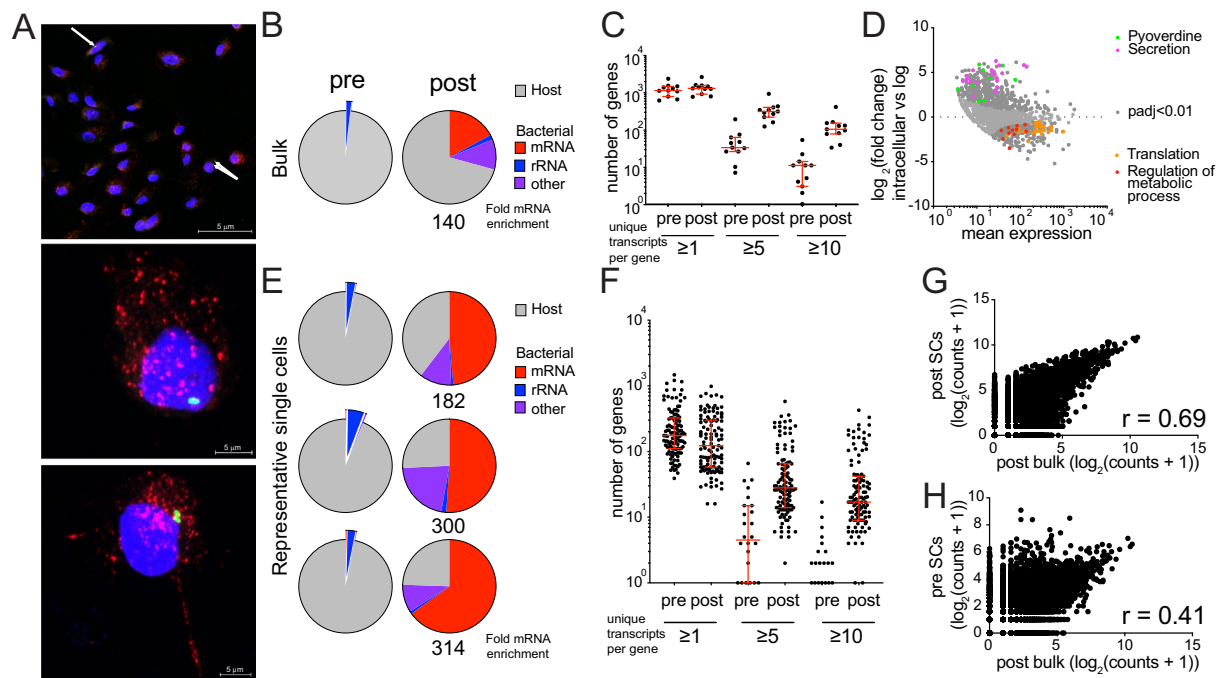 A
5 µm
5 µm
5 µm
B
pre
post
Bulk
Host
Bacterial
mRNA
rRNA
other
140
Fold mRNA
enrichment
C
number of genes
10^4
10^3
10^2
10^1
10^0
pre post pre post pre post
unique
transcripts
per gene
≥1
≥5
≥10
D
log_2(fold change)
intracellular vs log
10
5
0
-5
-10
10^0
10^1
10^2
10^3
10^4
mean expression
Pyoverdine
Secretion
padj<0.01
Translation
Regulation of
metabolic
process
E
Representative single cells
Host
Bacterial
mRNA
rRNA
other
182
300
314
Fold mRNA
enrichment
F
number of genes
10^4
10^3
10^2
10^1
10^0
pre post pre post pre post
unique
transcripts
per gene
≥1
≥5
≥10
G
post SCs
(log_2(counts + 1))
15
10
5
0
0
5
10
15
r = 0.69
post bulk (log_2(counts + 1))
H
pre SCs
(log_2(counts + 1))
10
8
6
4
2
0
0
5
10
15
r = 0.41
post bulk (log_2(counts + 1))